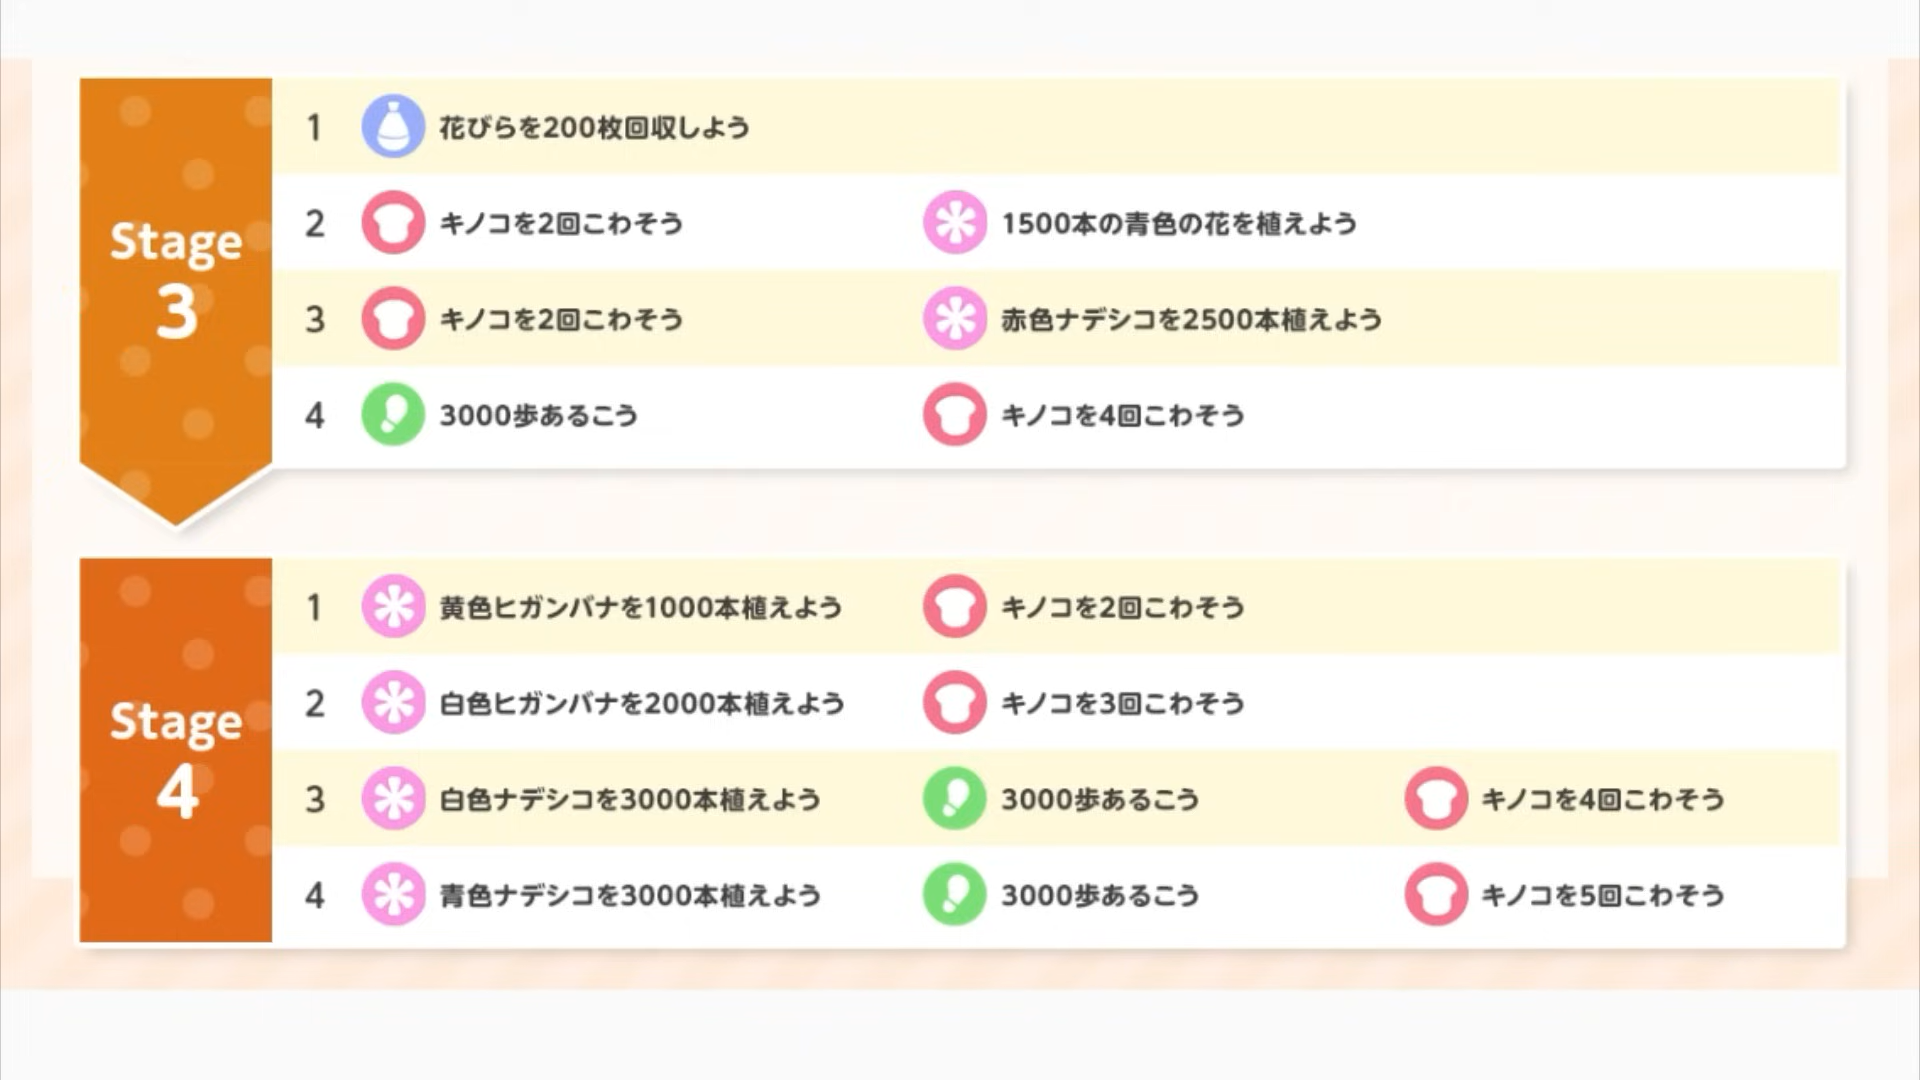 Stage
3
1 花びらを200枚回収しよう
2 キノコを2回こわそう 1500本の青色の花を植えよう
3 キノコを2回こわそう 赤色ナデシコを2500本植えよう
4 3000歩あるこう キノコを4回こわそう
Stage
4
1 黄色ヒガンバナを1000本植えよう キノコを2回こわそう
2 白色ヒガンバナを2000本植えよう キノコを3回こわそう
3 白色ナデシコを3000本植えよう 3000歩あるこう キノコを4回こわそう
4 青色ナデシコを3000本植えよう 3000歩あるこう キノコを5回こわそう